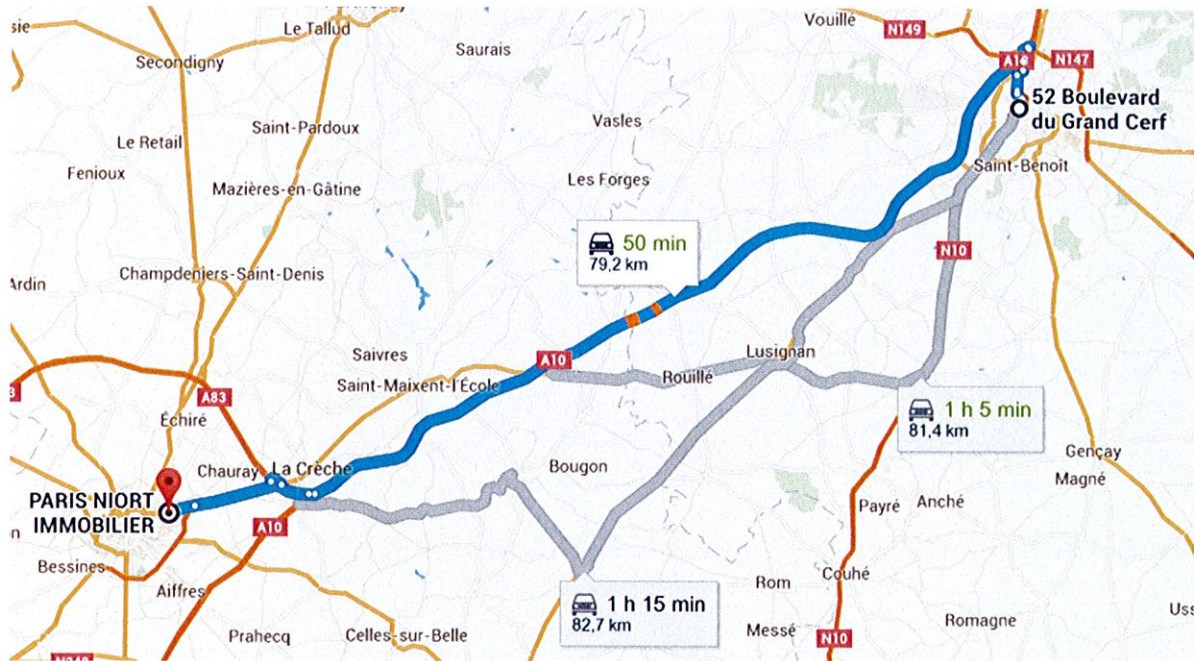 Le Tallud
Vouillé
N149
Secondigny
Saurais
A10
N147
52 Boulevard
du Grand Cerf
Saint-Pardoux
Vasles
Le Retail
Fenioux
Saint-Benoît
Mazières-en-Gâtine
Les Forges
50 min
79,2 km
N10
Champdeniers-Saint-Denis
Ardin
Saivres
A10
Lusignan
Rouillé
Saint-Maixent-l'École
A83
Échiré
1 h 5 min
81,4 km
Chauray
La Crèche
Bougon
Gençay
Magné
PARIS NIORT
IMMOBILIER
Payré
Anché
A10
Bessines
Aiffres
Rom
Couhé
1 h 15 min
82,7 km
Romagne
Uss
Prahecq
Celles-sur-Belle
Messé
N10